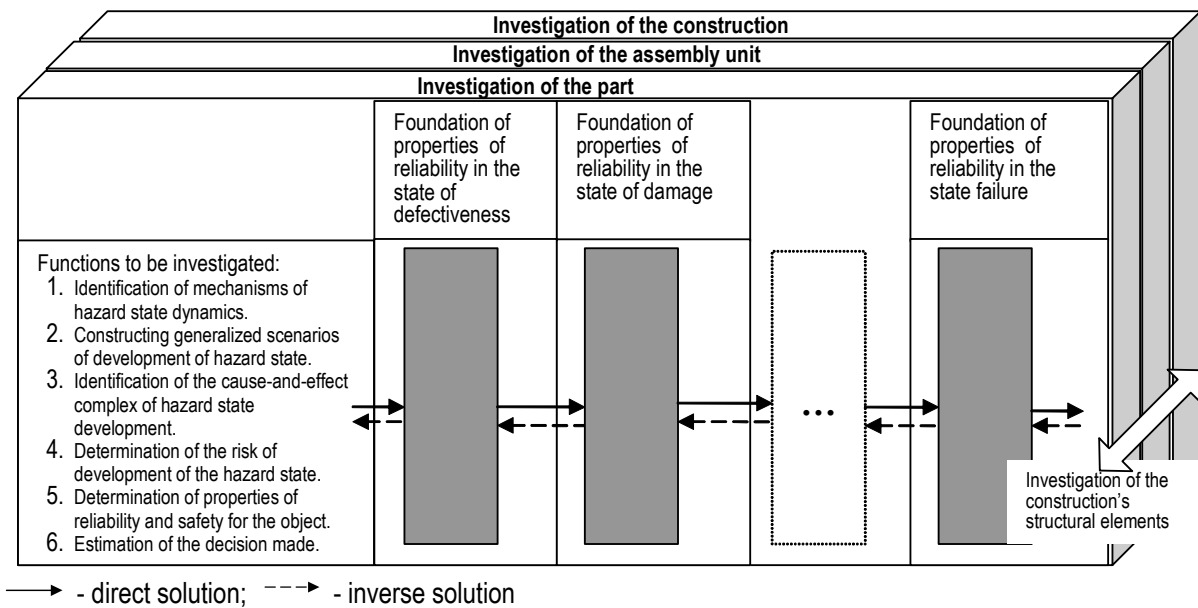 Investigation of the construction
Investigation of the assembly unit
Investigation of the part
Foundation of
properties of
reliability in the
state of
defectiveness
Foundation of
properties of
reliability in the
state of damage
Foundation of
properties of
reliability in the
state failure
Functions to be investigated:
1. Identification of mechanisms of
hazard state dynamics.
2. Constructing generalized scenarios
of development of hazard state.
3. Identification of the cause-and-effect
complex of hazard state
development.
4. Determination of the risk of
development of the hazard state.
5. Determination of properties of
reliability and safety for the object.
6. Estimation of the decision made.
...
Investigation of the
construction's
structural elements
- direct solution; - inverse solution